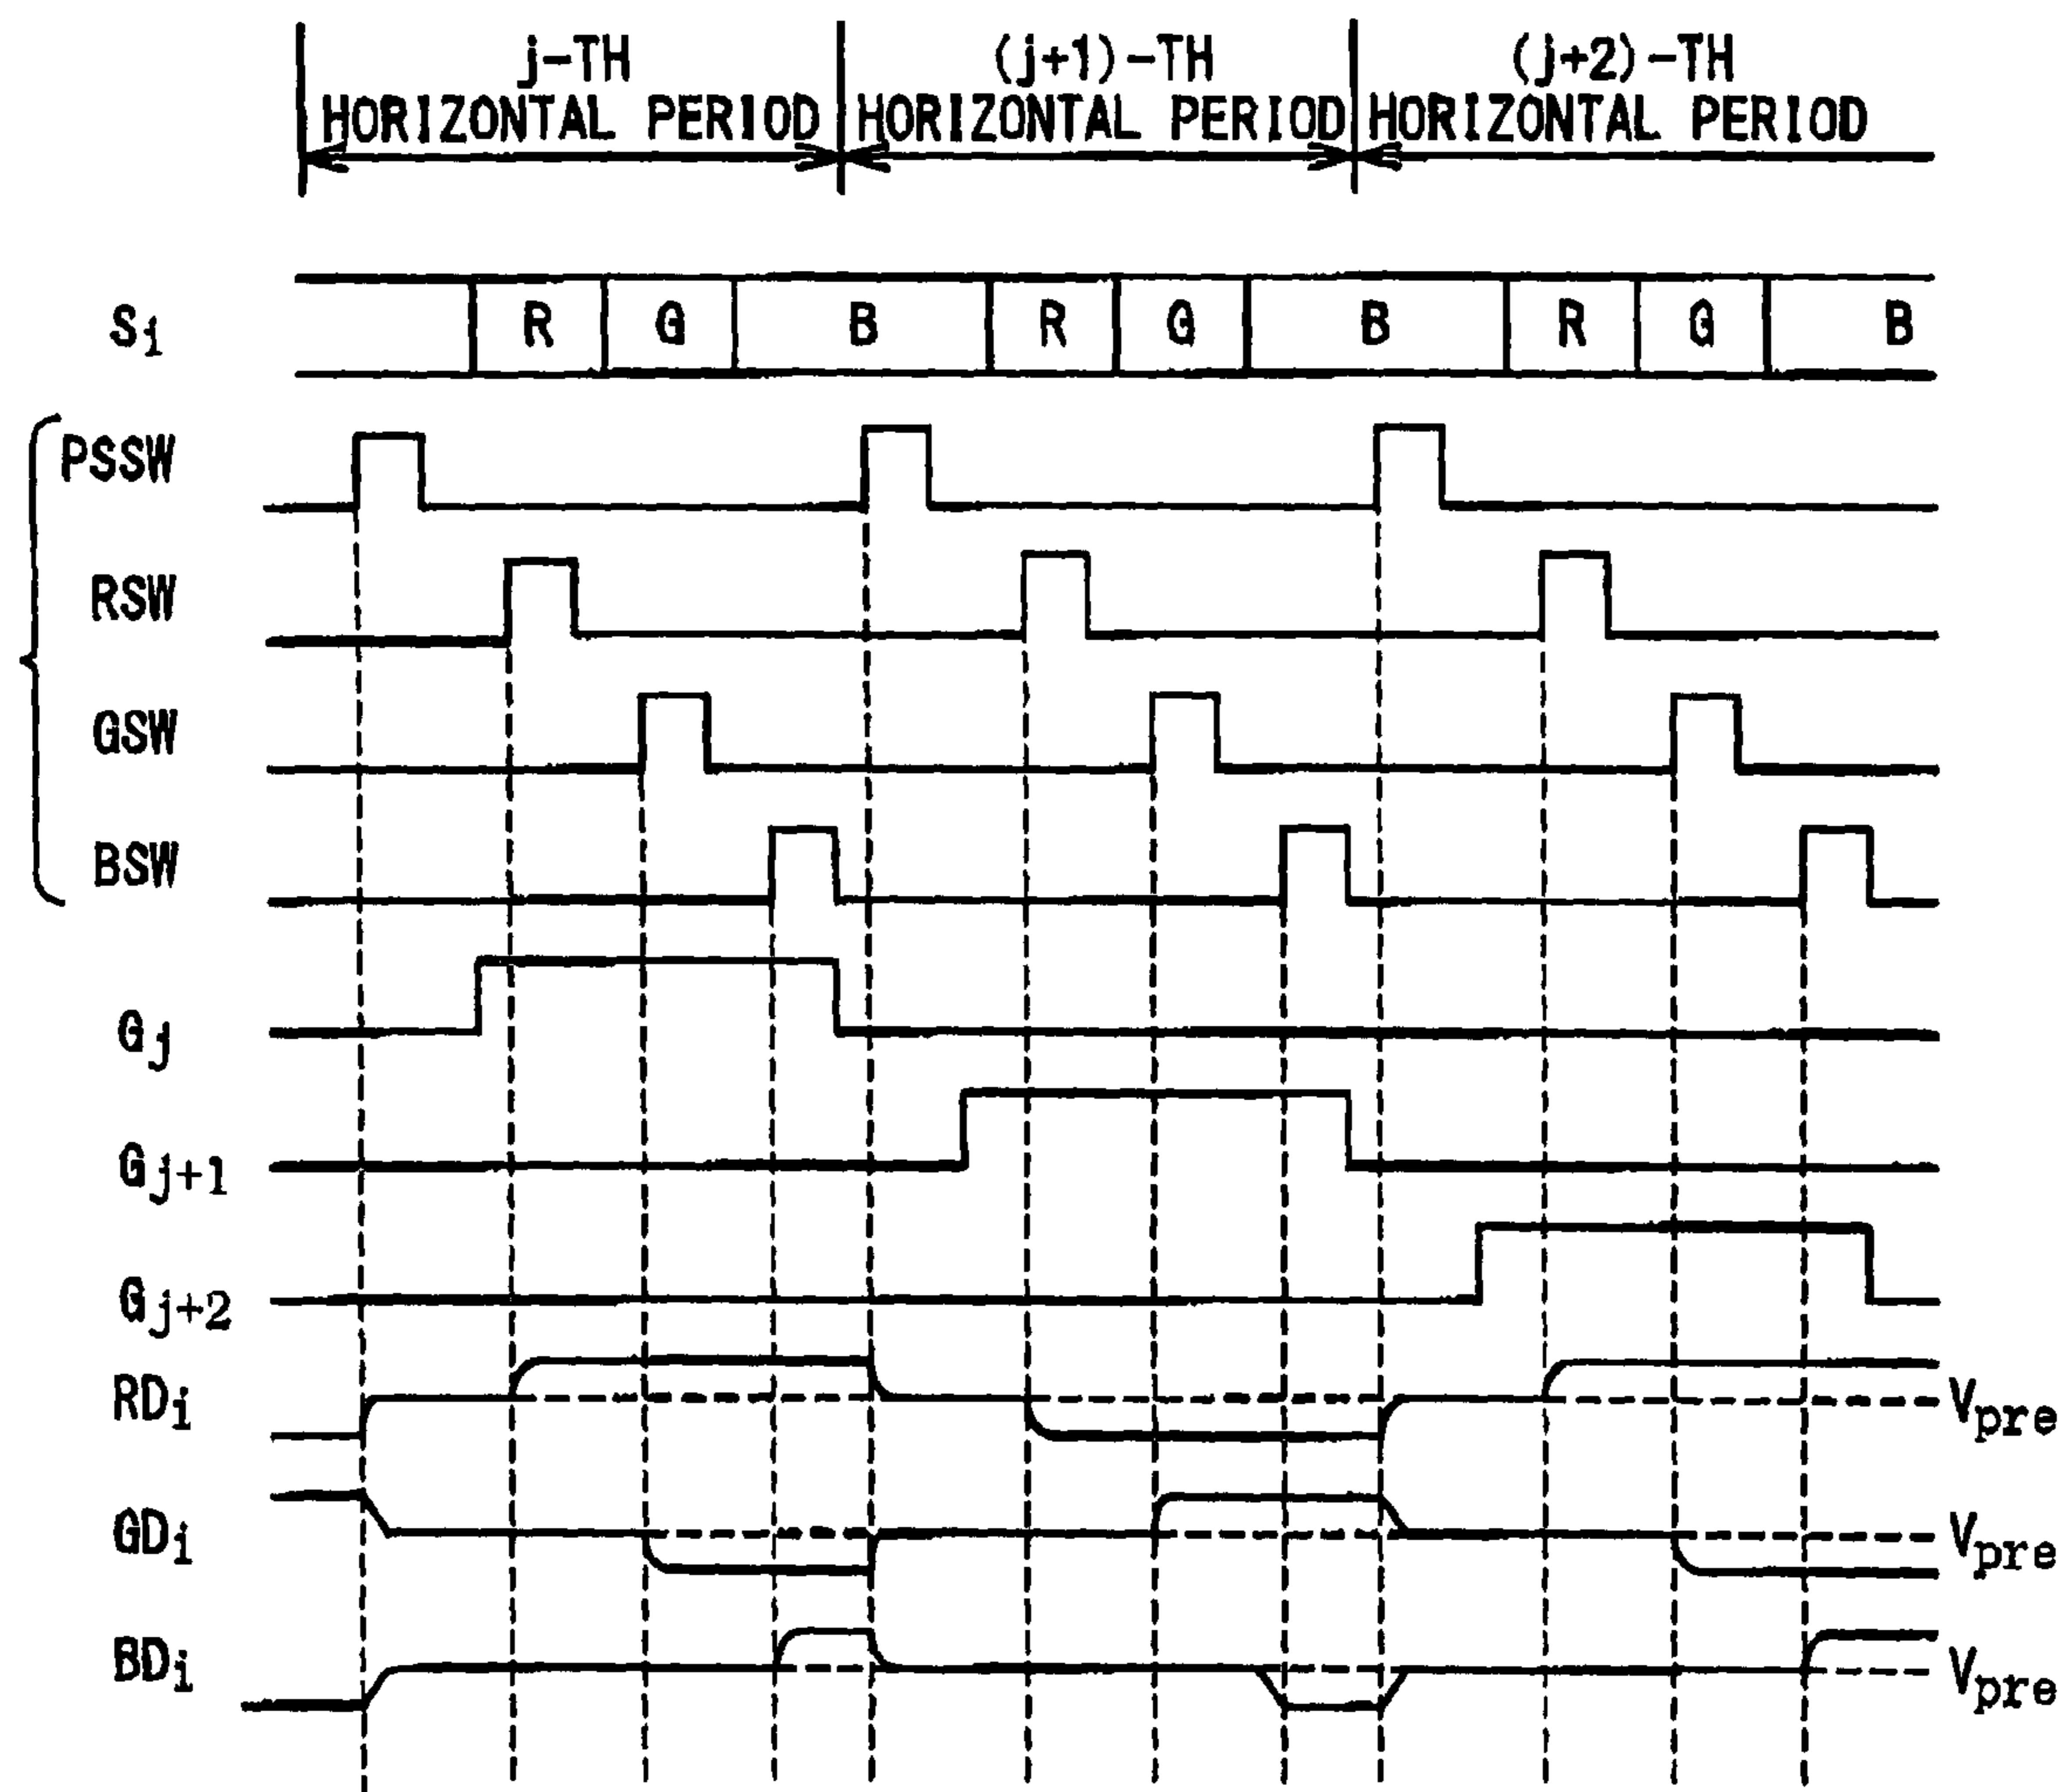 j-TH (j+1)-TH (j+2)-TH
HORIZONTAL PERIOD HORIZONTAL PERIOD HORIZONTAL PERIOD
Si R G B R G B R G B
PSSW
RSW
GSW
BSW
Gj
Gj+1
Gj+2
RDi Vpre
GDi Vpre
BDi Vpre